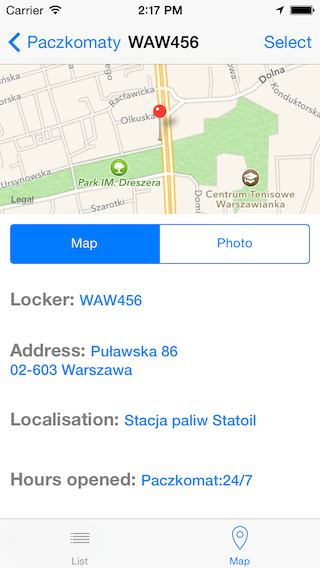 Carrier 2:17 PM
Paczkomaty WAW456 Select
Dolna
Racławicka
Konduktorska
Olkuska
Ursynowska
Park IM. Dreszera
Centrum Tenisowe
Warszawianka
Legal
Szarotki
Map Photo
Locker: WAW456
Address: Puławska 86
02-603 Warszawa
Localisation: Stacja paliw Statoil
Hours opened: Paczkomat:24/7
List Map